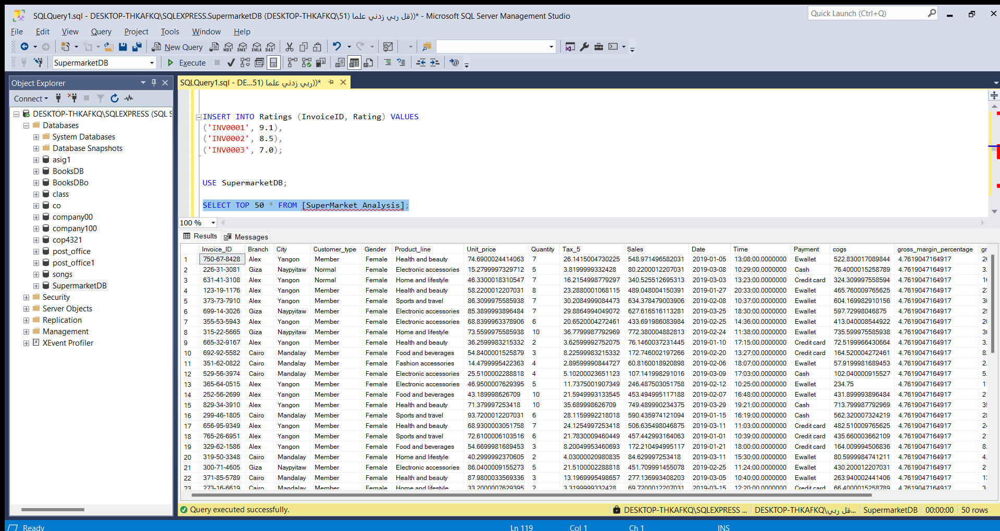 SQLQuery1.sql - DESKTOP-THKAFKQ\SQLEXPRESS.SupermarketDB (DESKTOP-THKAFKQ\قل ربي زدني علما (51))* - Microsoft SQL Server Management Studio
Quick Launch (Ctrl+Q)
File Edit View Query Project Tools Window Help
New Query MDX DMX XMLA DAX
SupermarketDB Execute
Object Explorer
SQLQuery1.sql - DE...ربي زدني علما (51))*
Connect
DESKTOP-THKAFKQ\SQLEXPRESS (SQL S
Databases
System Databases
Database Snapshots
asig1
BooksDB
BooksDBo
class
co
company00
company100
cop4321
post_office
post_office1
songs
SupermarketDB
Security
Server Objects
Replication
Management
XEvent Profiler
INSERT INTO Ratings (InvoiceID, Rating) VALUES
('INV0001', 9.1),
('INV0002', 8.5),
('INV0003', 7.0);
USE SupermarketDB;
SELECT TOP 50 * FROM [SuperMarket Analysis];
100 %
Results Messages
Invoice_ID Branch City Customer_type Gender Product_line Unit_price Quantity Tax_5 Sales Date Time Payment cogs gross_margin_percentage gr
1 750-67-8428 Alex Yangon Member Female Health and beauty 74.6900024414063 7 26.1415004730225 548.971496582031 2019-01-05 13:08:00.0000000 Ewallet 522.830017089844 4.7619047164917 26
2 226-31-3081 Giza Naypyitaw Normal Female Electronic accessories 15.2799997329712 5 3.8199999332428 80.2200012207031 2019-03-08 10:29:00.0000000 Cash 76.4000015258789 4.7619047164917 3.
3 631-41-3108 Alex Yangon Normal Female Home and lifestyle 46.3300018310547 7 16.2154998779297 340.525512695313 2019-03-03 13:23:00.0000000 Credit card 324.309997558594 4.7619047164917 16
4 123-19-1176 Alex Yangon Member Female Health and beauty 58.2200012207031 8 23.2880001068115 489.048004150391 2019-01-27 20:33:00.0000000 Ewallet 465.760009765625 4.7619047164917 23
5 373-73-7910 Alex Yangon Member Female Sports and travel 86.3099975585938 7 30.2084999084473 634.378479003906 2019-02-08 10:37:00.0000000 Ewallet 604.169982910156 4.7619047164917 30
6 699-14-3026 Giza Naypyitaw Member Female Electronic accessories 85.3899993896484 7 29.8864994049072 627.616516113281 2019-03-25 18:30:00.0000000 Ewallet 597.72998046875 4.7619047164917 29
7 355-53-5943 Alex Yangon Member Female Electronic accessories 68.8399963378906 6 20.6520004272461 433.691986083984 2019-02-25 14:36:00.0000000 Ewallet 413.040008544922 4.7619047164917 20
8 315-22-5665 Giza Naypyitaw Member Female Home and lifestyle 73.5599975585938 10 36.7799987792969 772.380004882813 2019-02-24 11:38:00.0000000 Ewallet 735.599975585938 4.7619047164917 36
9 665-32-9167 Alex Yangon Member Female Health and beauty 36.2599983215332 2 3.62599992752075 76.1460037231445 2019-01-10 17:15:00.0000000 Credit card 72.5199966430664 4.7619047164917 3.
10 692-92-5582 Cairo Mandalay Member Female Food and beverages 54.8400001525879 3 8.22599983215332 172.746002197266 2019-02-20 13:27:00.0000000 Credit card 164.520004272461 4.7619047164917 8.
11 351-62-0822 Cairo Mandalay Member Female Fashion accessories 14.4799995422363 4 2.89599990844727 60.8160018920898 2019-02-06 18:07:00.0000000 Ewallet 57.9199981689453 4.7619047164917 2.
12 529-56-3974 Cairo Mandalay Member Female Electronic accessories 25.5100002288818 4 5.10200023651123 107.141998291016 2019-03-09 17:03:00.0000000 Cash 102.040000915527 4.7619047164917 5.
13 365-64-0515 Alex Yangon Member Female Electronic accessories 46.9500007629395 5 11.7375001907349 246.487503051758 2019-02-12 10:25:00.0000000 Ewallet 234.75 4.7619047164917 1
14 252-56-2699 Alex Yangon Member Female Food and beverages 43.189998626709 10 21.5949993133545 453.494995117188 2019-02-07 16:48:00.0000000 Ewallet 431.899993896484 4.7619047164917 2
15 829-34-3910 Alex Yangon Member Female Health and beauty 71.379997253418 10 35.689998626709 749.489990234375 2019-03-29 19:21:00.0000000 Cash 713.799987792969 4.7619047164917 35
16 299-46-1805 Cairo Mandalay Member Female Sports and travel 93.7200012207031 6 28.1159992218018 590.435974121094 2019-01-15 16:19:00.0000000 Cash 562.320007324219 4.7619047164917 28
17 656-95-9349 Alex Yangon Member Female Health and beauty 68.9300003051758 7 24.1254997253418 506.635498046875 2019-03-11 11:03:00.0000000 Credit card 482.510009765625 4.7619047164917 24
18 765-26-6951 Alex Yangon Member Female Sports and travel 72.6100006103516 6 21.7830009460449 457.442993164063 2019-01-01 10:39:00.0000000 Credit card 435.660003662109 4.7619047164917 2
19 329-62-1586 Alex Yangon Member Female Food and beverages 54.6699981689453 3 8.20049953460693 172.210494995117 2019-01-21 18:00:00.0000000 Credit card 164.009994506836 4.7619047164917 8.
20 319-50-3348 Cairo Mandalay Member Female Home and lifestyle 40.2999992370605 2 4.03000020980835 84.629997253418 2019-03-11 15:30:00.0000000 Ewallet 80.5999984741211 4.7619047164917 4.
21 300-71-4605 Giza Naypyitaw Member Female Electronic accessories 86.0400009155273 5 21.5100002288818 451.709991455078 2019-02-25 11:24:00.0000000 Ewallet 430.200012207031 4.7619047164917 2
22 371-85-5789 Cairo Mandalay Member Female Health and beauty 87.9800033569336 3 13.1969995498657 277.136993408203 2019-03-05 10:40:00.0000000 Ewallet 263.940002441406 4.7619047164917 13
23 273-16-6619 Cairo Mandalay Member Female Home and lifestyle 33.2000007629395 2 3.3199999332428 69.7200012207031 2019-03-15 12:20:00.0000000 Credit card 66.4000015258789 4.7619047164917 3
Query executed successfully. DESKTOP-THKAFKQ\SQLEXPRESS ... DESKTOP-THKAFKQ\قل ربي... SupermarketDB 00:00:00 50 rows
Ready Ln 119 Col 1 Ch 1 INS